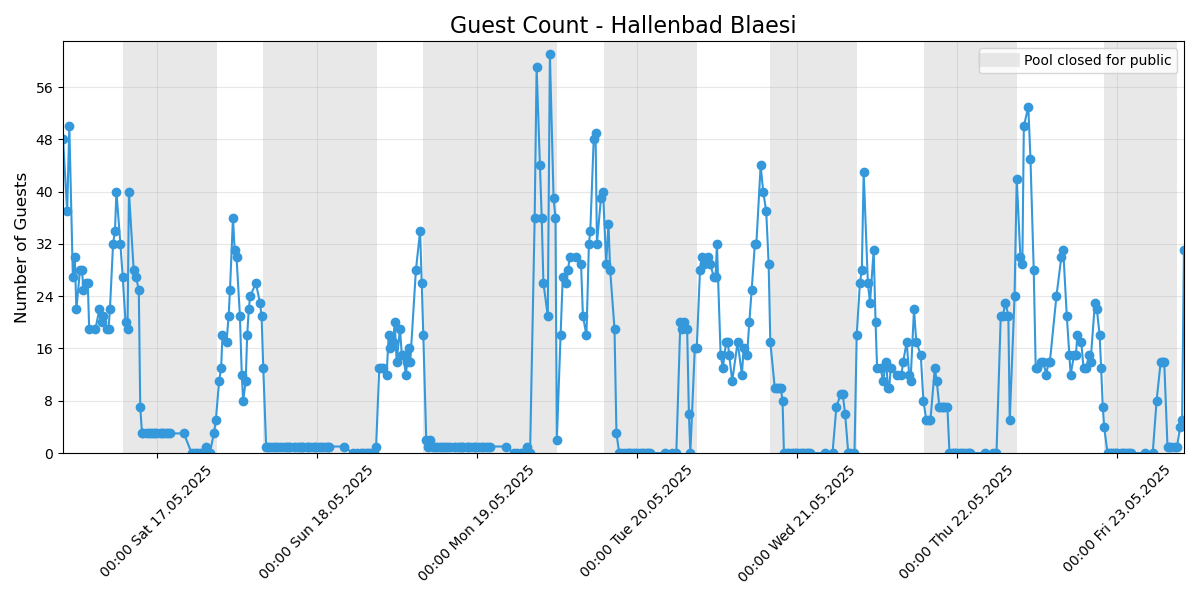 Guest Count - Hallenbad Blaesi
Pool closed for public
Number of Guests
56
48
40
32
24
16
8
0
00:00 Sat 17.05.2025
00:00 Sun 18.05.2025
00:00 Mon 19.05.2025
00:00 Tue 20.05.2025
00:00 Wed 21.05.2025
00:00 Thu 22.05.2025
00:00 Fri 23.05.2025